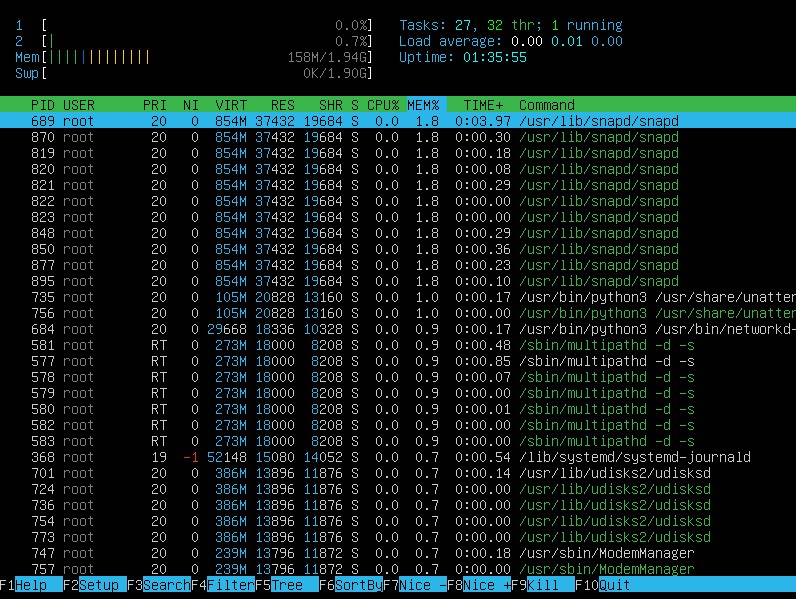 1 [ 0.0%] Tasks: 27, 32 thr; 1 running
2 [| 0.7%] Load average: 0.00 0.01 0.00
Mem[||||||||||||| 158M/1.94G] Uptime: 01:35:55
Swp[ 0K/1.90G]
PID USER PRI NI VIRT RES SHR S CPU% MEM% TIME+ Command
689 root 20 0 854M 37432 19684 S 0.0 1.8 0:03.97 /usr/lib/snapd/snapd
870 root 20 0 854M 37432 19684 S 0.0 1.8 0:00.30 /usr/lib/snapd/snapd
819 root 20 0 854M 37432 19684 S 0.0 1.8 0:00.18 /usr/lib/snapd/snapd
820 root 20 0 854M 37432 19684 S 0.0 1.8 0:00.08 /usr/lib/snapd/snapd
821 root 20 0 854M 37432 19684 S 0.0 1.8 0:00.29 /usr/lib/snapd/snapd
822 root 20 0 854M 37432 19684 S 0.0 1.8 0:00.00 /usr/lib/snapd/snapd
823 root 20 0 854M 37432 19684 S 0.0 1.8 0:00.00 /usr/lib/snapd/snapd
848 root 20 0 854M 37432 19684 S 0.0 1.8 0:00.29 /usr/lib/snapd/snapd
850 root 20 0 854M 37432 19684 S 0.0 1.8 0:00.36 /usr/lib/snapd/snapd
877 root 20 0 854M 37432 19684 S 0.0 1.8 0:00.23 /usr/lib/snapd/snapd
895 root 20 0 854M 37432 19684 S 0.0 1.8 0:00.10 /usr/lib/snapd/snapd
735 root 20 0 105M 20828 13160 S 0.0 1.0 0:00.17 /usr/bin/python3 /usr/share/unatten
756 root 20 0 105M 20828 13160 S 0.0 1.0 0:00.00 /usr/bin/python3 /usr/share/unatten
684 root 20 0 29668 18336 10328 S 0.0 0.9 0:00.17 /usr/bin/python3 /usr/bin/networkd-
581 root RT 0 273M 18000 8208 S 0.0 0.9 0:00.48 /sbin/multipathd -d -s
577 root RT 0 273M 18000 8208 S 0.0 0.9 0:00.85 /sbin/multipathd -d -s
578 root RT 0 273M 18000 8208 S 0.0 0.9 0:00.07 /sbin/multipathd -d -s
579 root RT 0 273M 18000 8208 S 0.0 0.9 0:00.00 /sbin/multipathd -d -s
580 root RT 0 273M 18000 8208 S 0.0 0.9 0:00.01 /sbin/multipathd -d -s
582 root RT 0 273M 18000 8208 S 0.0 0.9 0:00.00 /sbin/multipathd -d -s
583 root RT 0 273M 18000 8208 S 0.0 0.9 0:00.00 /sbin/multipathd -d -s
368 root 19 -1 52148 15080 14052 S 0.0 0.7 0:00.54 /lib/systemd/systemd-journald
701 root 20 0 386M 13896 11876 S 0.0 0.7 0:00.14 /usr/lib/udisks2/udisksd
724 root 20 0 386M 13896 11876 S 0.0 0.7 0:00.00 /usr/lib/udisks2/udisksd
736 root 20 0 386M 13896 11876 S 0.0 0.7 0:00.00 /usr/lib/udisks2/udisksd
754 root 20 0 386M 13896 11876 S 0.0 0.7 0:00.00 /usr/lib/udisks2/udisksd
773 root 20 0 386M 13896 11876 S 0.0 0.7 0:00.00 /usr/lib/udisks2/udisksd
747 root 20 0 239M 13796 11872 S 0.0 0.7 0:00.18 /usr/sbin/ModemManager
757 root 20 0 239M 13796 11872 S 0.0 0.7 0:00.00 /usr/sbin/ModemManager
F1Help F2Setup F3SearchF4FilterF5Tree F6SortByF7Nice -F8Nice +F9Kill F10Quit